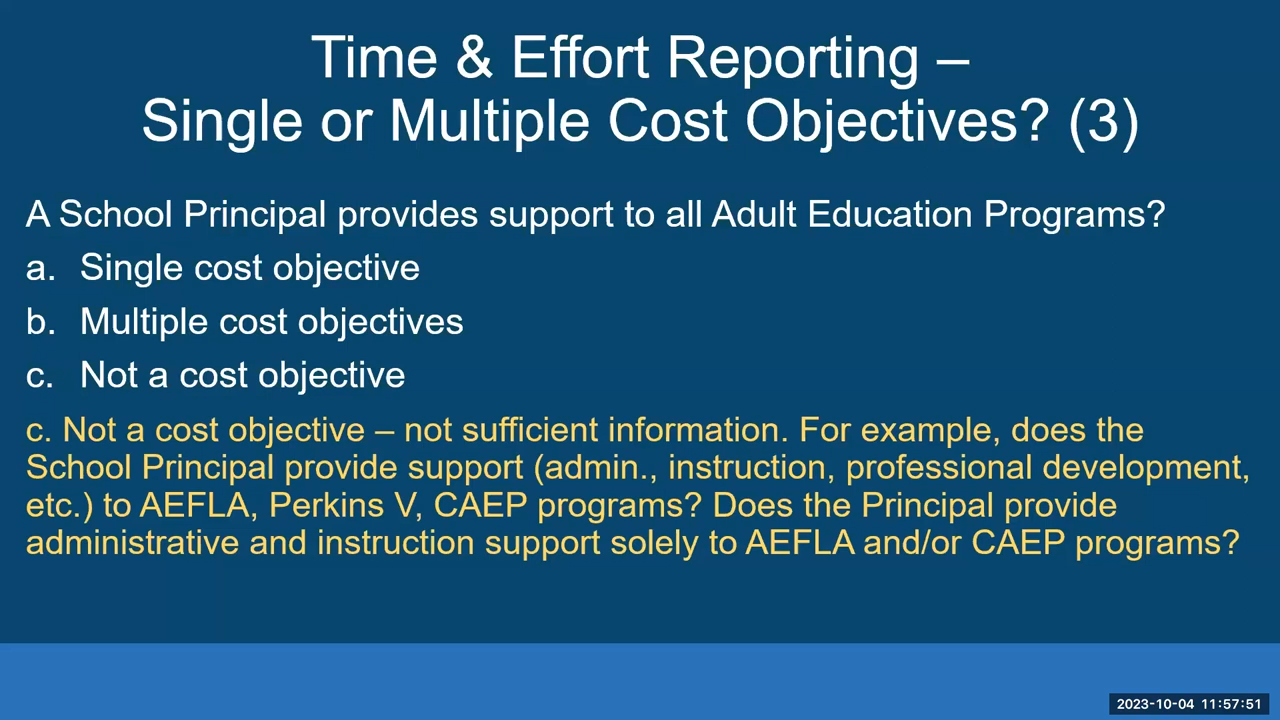 Time & Effort Reporting –
Single or Multiple Cost Objectives? (3)
A School Principal provides support to all Adult Education Programs?
a. Single cost objective
b. Multiple cost objectives
c. Not a cost objective
c. Not a cost objective – not sufficient information. For example, does the
School Principal provide support (admin., instruction, professional development,
etc.) to AEFLA, Perkins V, CAEP programs? Does the Principal provide
administrative and instruction support solely to AEFLA and/or CAEP programs?
2023-10-04 11:57:51